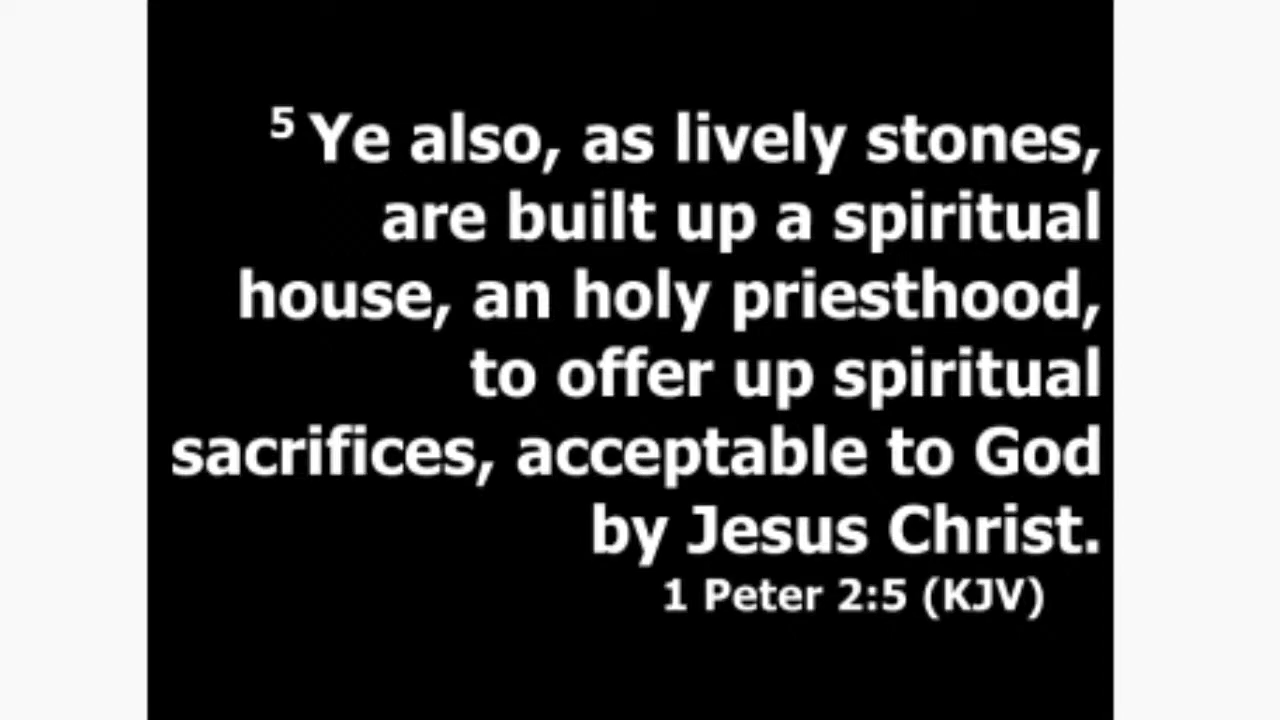 5 Ye also, as lively stones,
are built up a spiritual
house, an holy priesthood,
to offer up spiritual
sacrifices, acceptable to God
by Jesus Christ.
1 Peter 2:5 (KJV)